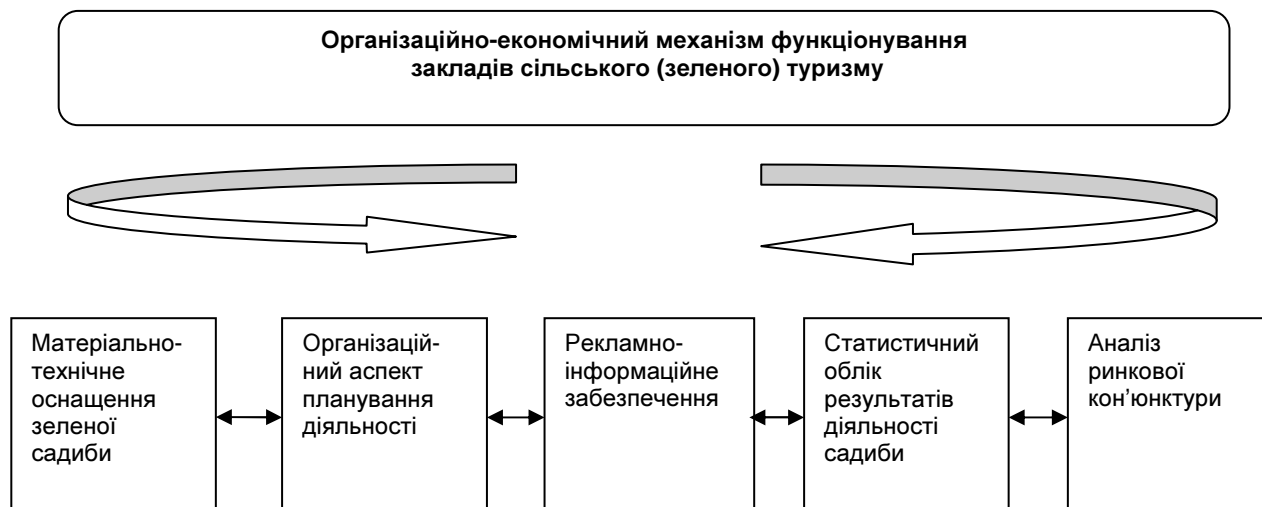 Організаційно-економічний механізм функціонування
закладів сільського (зеленого) туризму
Матеріально-
технічне
оснащення
зеленої
садиби
Організацій-
ний аспект
планування
діяльності
Рекламно-
інформаційне
забезпечення
Статистичний
облік
результатів
діяльності
садиби
Аналіз
ринкової
кон’юнктури